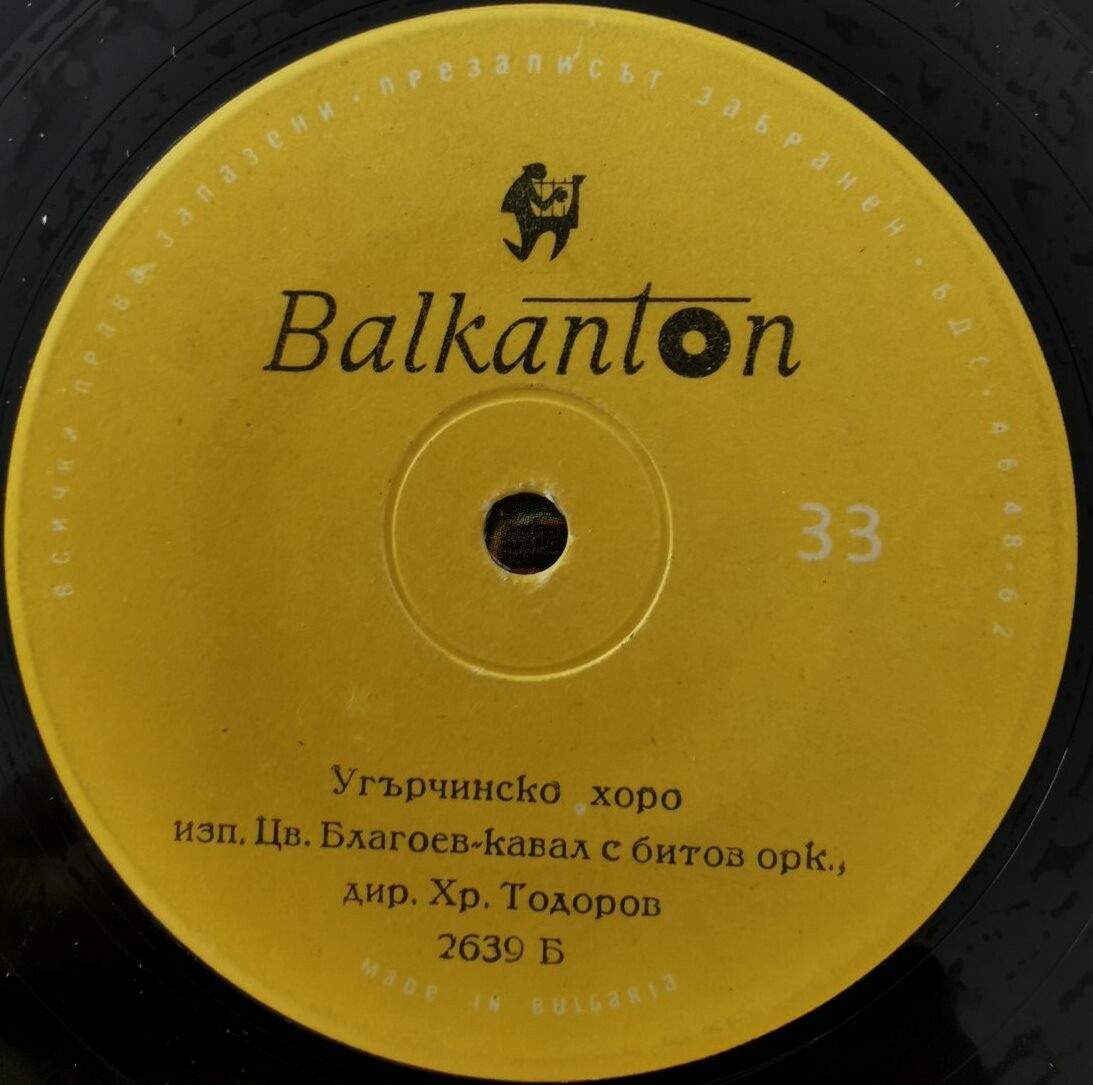 всички права запазени · презаписът забранен · БДС · 4648 · 62
Balkanton
33
Угърчинско хоро
изп. Цв. Благоев-кавал с битов орк.,
дир. Хр. Тодоров
2639 Б
made in BULGARIA